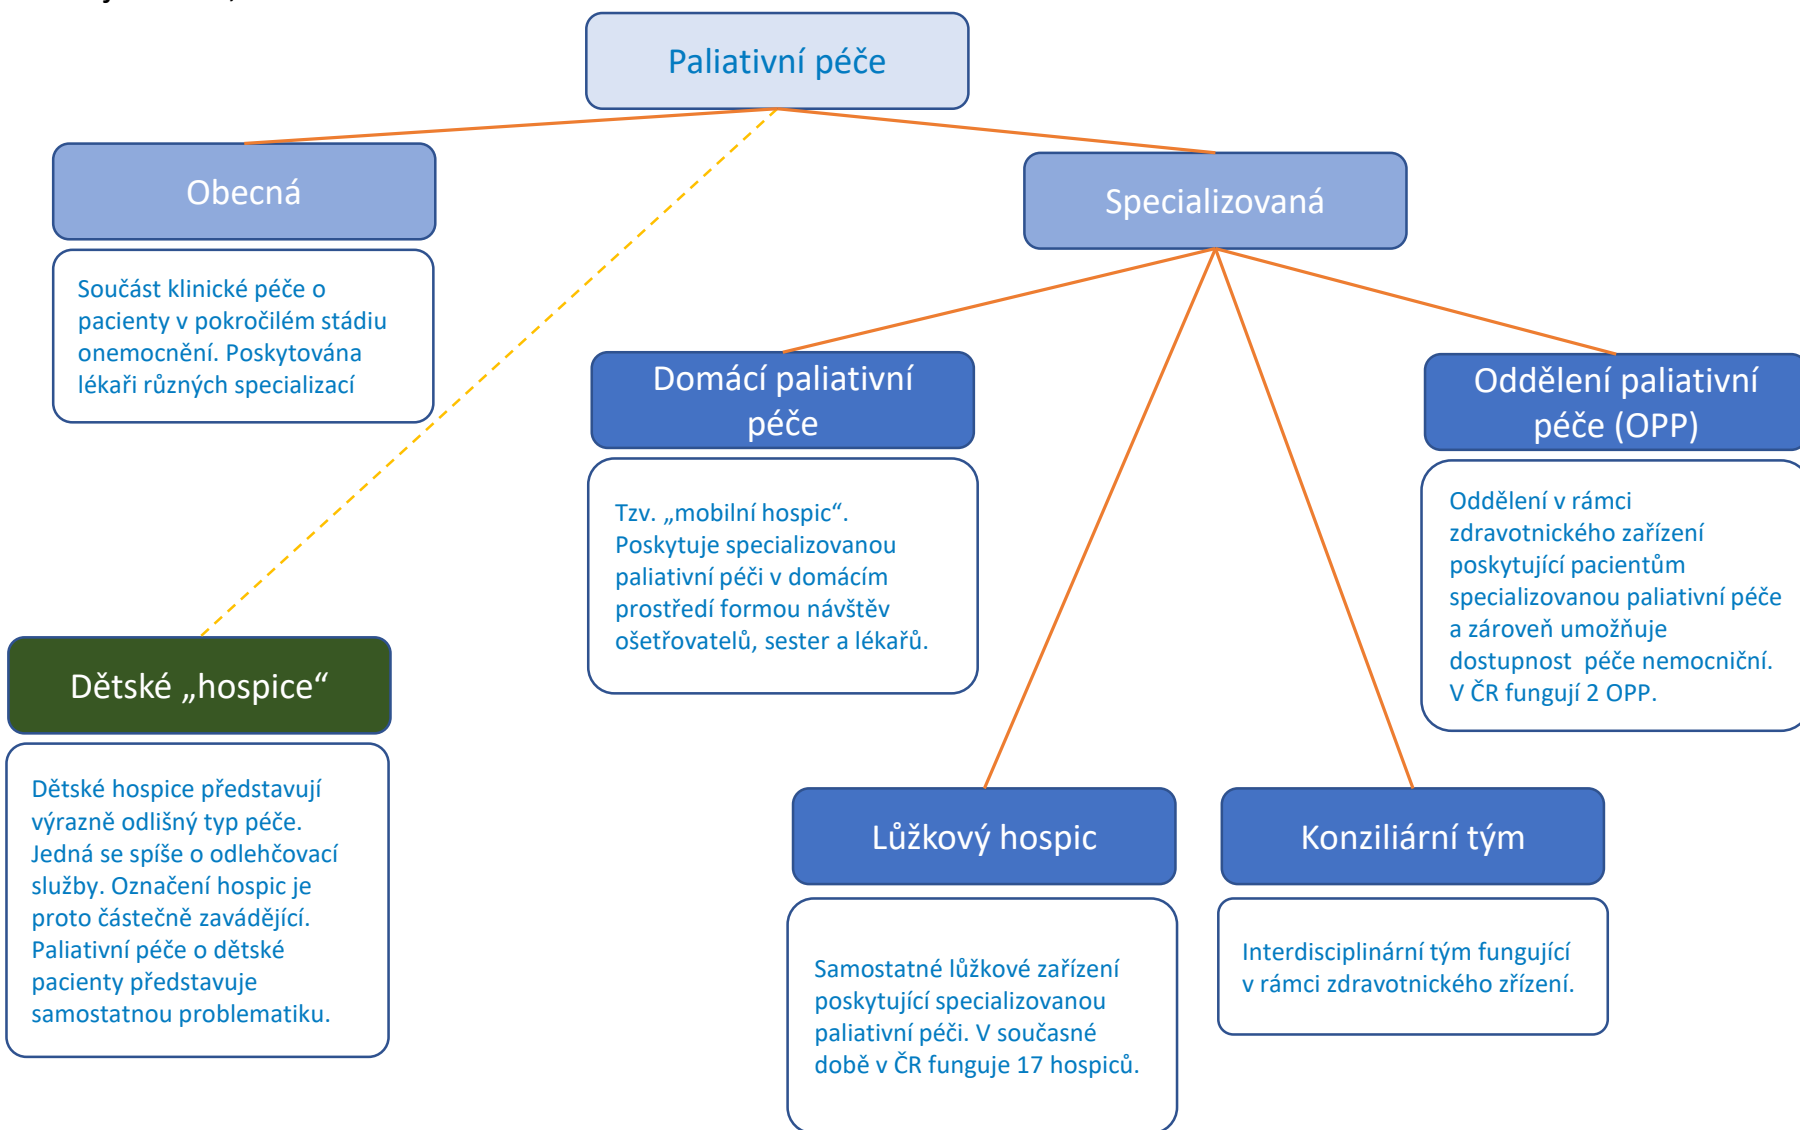 Paliativní péče
Obecná
Součást klinické péče o
pacienty v pokročilém stádiu
onemocnění. Poskytována
lékaři různých specializací
Specializovaná
Domácí paliativní
péče
Tzv. „mobilní hospic“.
Poskytuje specializovanou
paliativní péči v domácím
prostředí formou návštěv
ošetřovatelů, sester a lékařů.
Oddělení paliativní
péče (OPP)
Oddělení v rámci
zdravotnického zařízení
poskytující pacientům
specializovanou paliativní péče
a zároveň umožňuje
dostupnost  péče nemocniční.
V ČR fungují 2 OPP.
Dětské „hospice“
Dětské hospice představují
výrazně odlišný typ péče.
Jedná se spíše o odlehčovací
služby. Označení hospic je
proto částečně zavádějící.
Paliativní péče o dětské
pacienty představuje
samostatnou problematiku.
Lůžkový hospic
Samostatné lůžkové zařízení
poskytující specializovanou
paliativní péči. V současné
době v ČR funguje 17 hospiců.
Konziliární tým
Interdisciplinární tým fungující
v rámci zdravotnického zřízení.